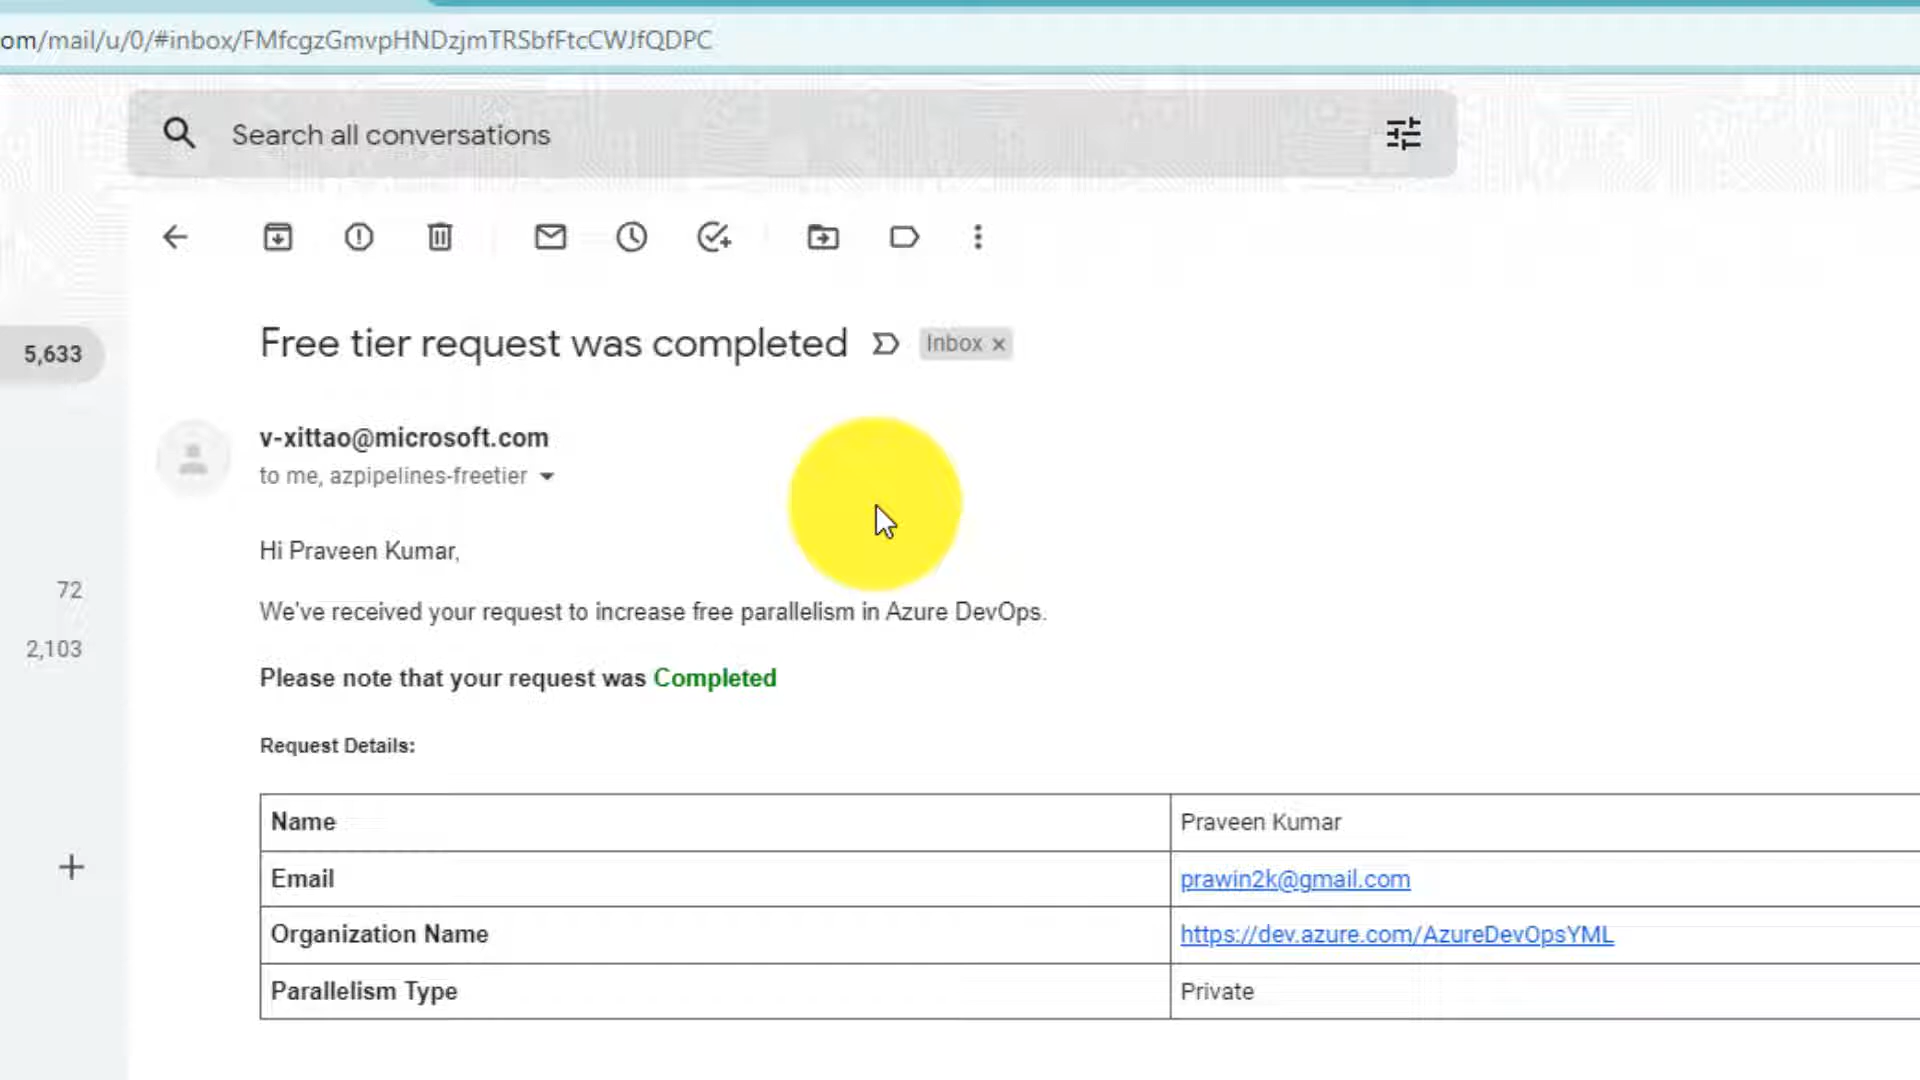 om/mail/u/0/#inbox/FMfcgzGmvpHNDzjmTRSbfFtcCWJfQDPC
Search all conversations
Free tier request was completed
Inbox ×
5,633
v-xittao@microsoft.com
to me, azpipelines-freetier
Hi Praveen Kumar,
72
We've received your request to increase free parallelism in Azure DevOps.
2,103
Please note that your request was Completed
Request Details:
Name Praveen Kumar
Email prawin2k@gmail.com
Organization Name https://dev.azure.com/AzureDevOpsYML
Parallelism Type Private